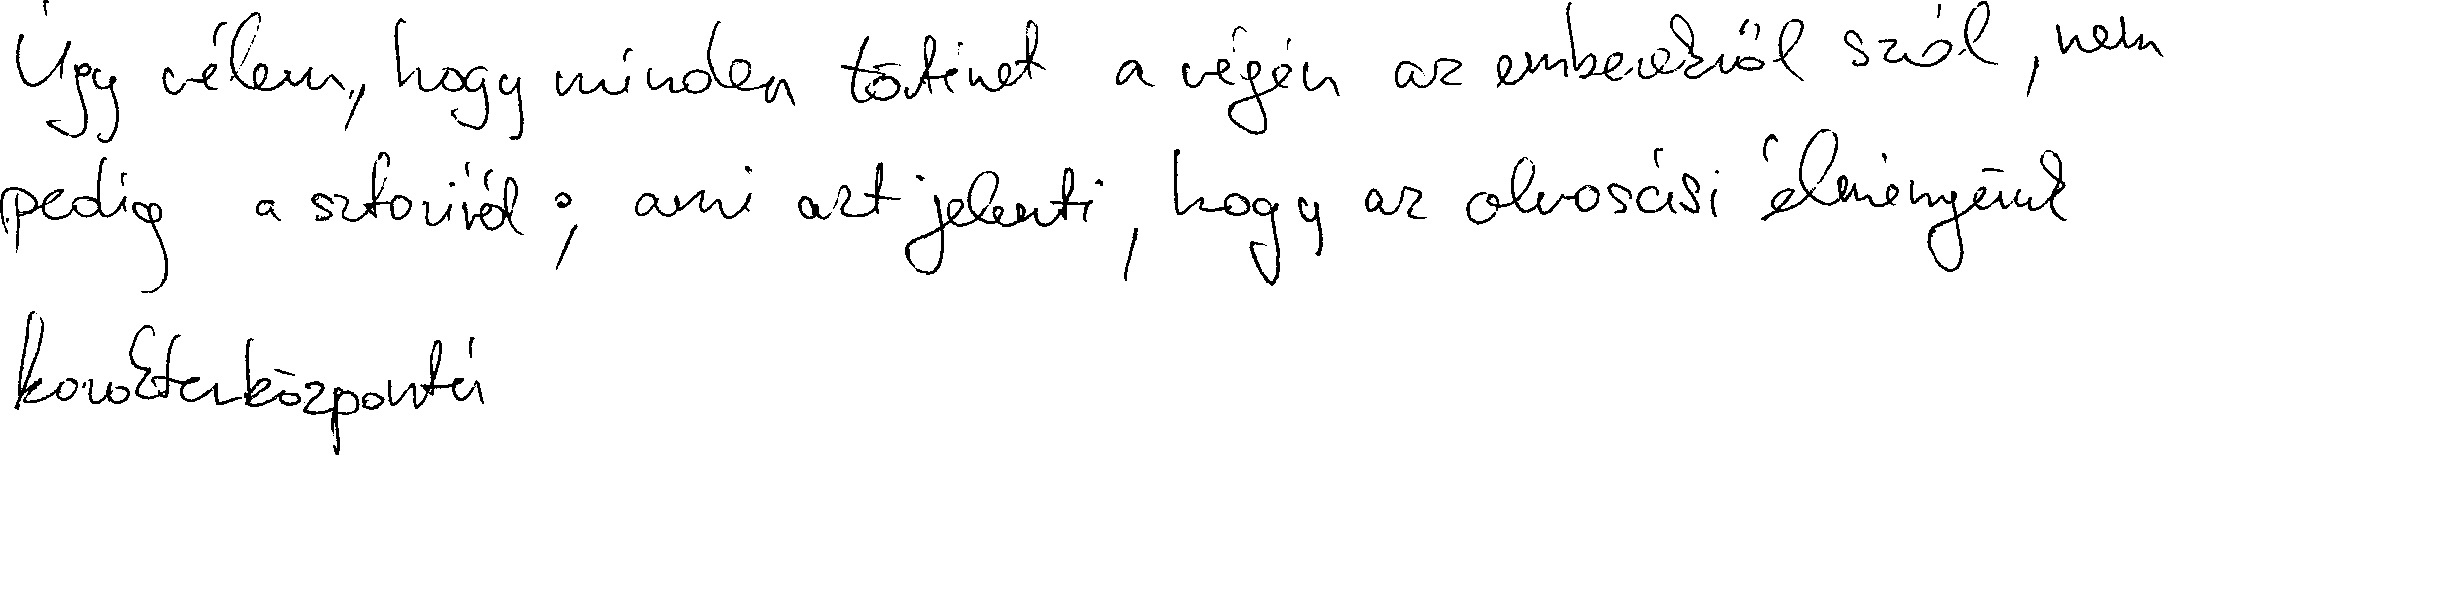 Úgy vélem, hogy minden történet a végén az emberekről szól, nem
pedig a sztoriról; ami azt jelenti, hogy az olvasási élményünk
karakterközpontú